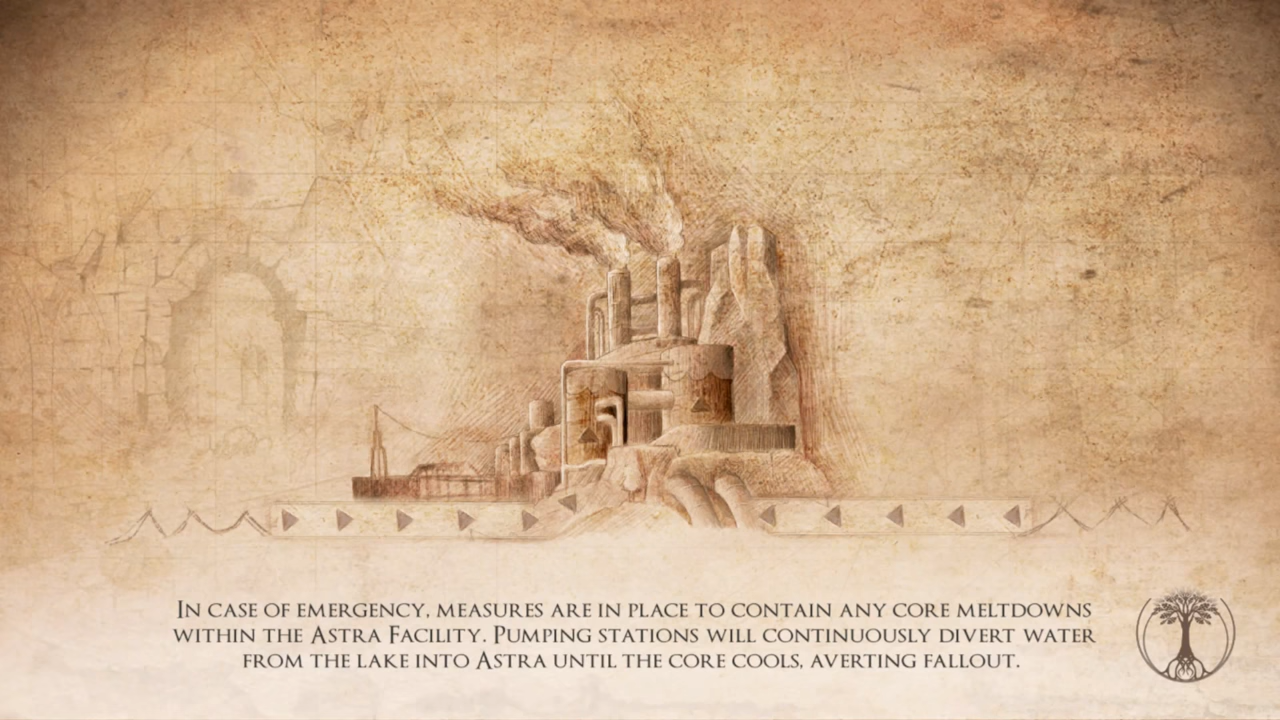 In case of emergency, measures are in place to contain any core meltdowns
within the Astra Facility. Pumping stations will continuously divert water
from the lake into Astra until the core cools, averting fallout.